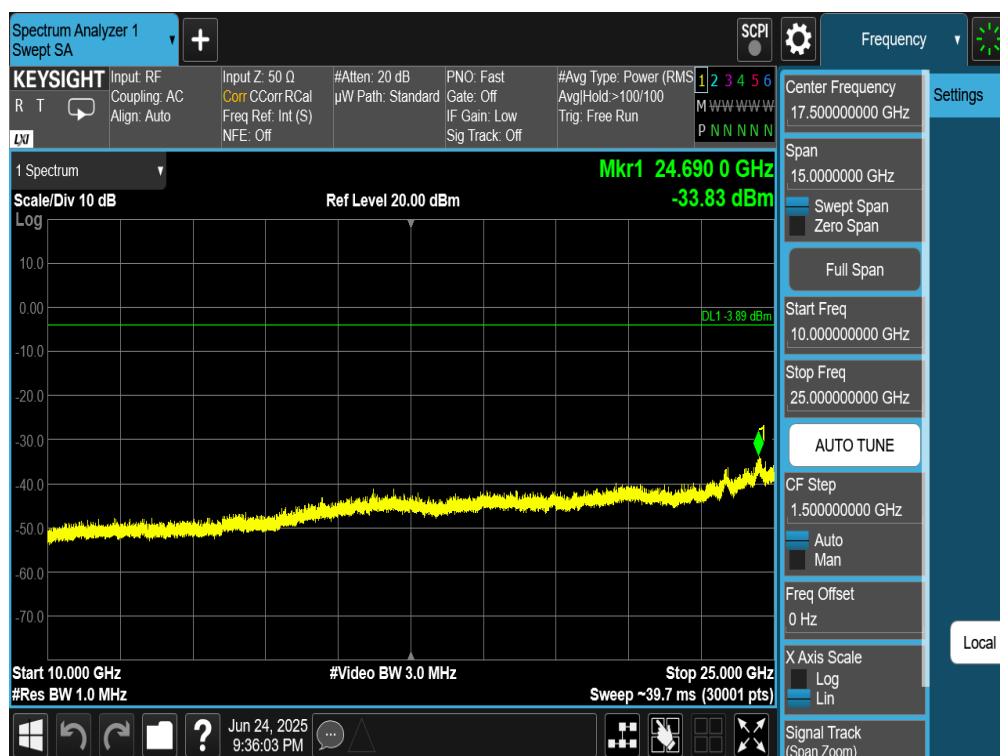 Spectrum Analyzer 1
Swept SA
+
SCPI
Frequency
KEYSIGHT
R T
LXI
Input: RF
Coupling: AC
Align: Auto
Input Z: 50 Ω
Corr CCorr RCal
Freq Ref: Int (S)
NFE: Off
#Atten: 20 dB
µW Path: Standard
PNO: Fast
Gate: Off
IF Gain: Low
Sig Track: Off
#Avg Type: Power (RMS
Avg|Hold:>100/100
Trig: Free Run
1 2 3 4 5 6
M W W W W W
P N N N N N
1 Spectrum
Mkr1 24.690 0 GHz
-33.83 dBm
Scale/Div 10 dB
Ref Level 20.00 dBm
Log
10.0
0.00
DL1 -3.89 dBm
-10.0
-20.0
-30.0
1
-40.0
-50.0
-60.0
-70.0
Start 10.000 GHz
#Video BW 3.0 MHz
Stop 25.000 GHz
#Res BW 1.0 MHz
Sweep ~39.7 ms (30001 pts)
?
Jun 24, 2025
9:36:03 PM
Center Frequency
17.500000000 GHz
Span
15.0000000 GHz
Swept Span
Zero Span
Full Span
Start Freq
10.000000000 GHz
Stop Freq
25.000000000 GHz
AUTO TUNE
CF Step
1.500000000 GHz
Auto
Man
Freq Offset
0 Hz
X Axis Scale
Log
Lin
Signal Track
(Span Zoom)
Settings
Local